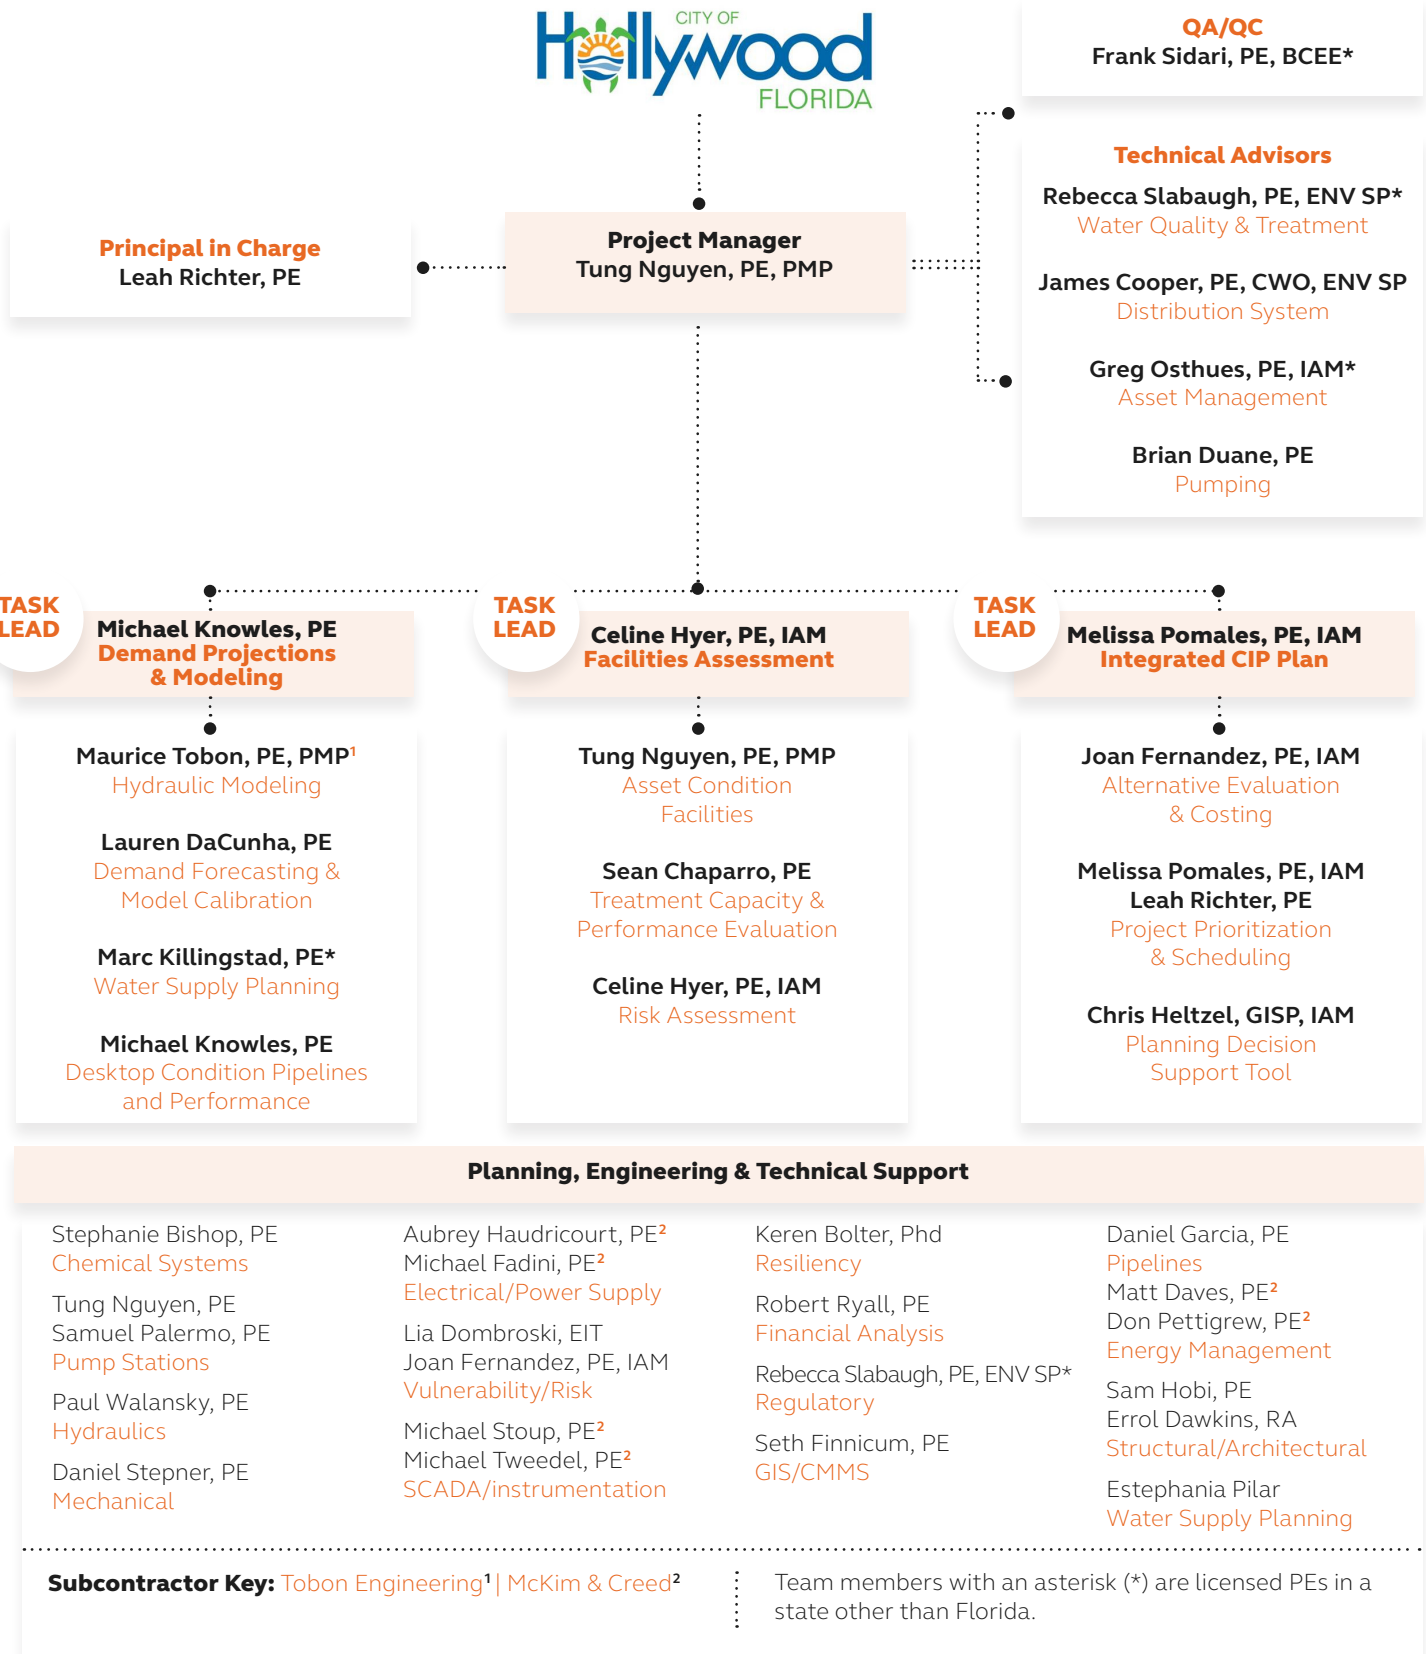 CITY OF
Hollywood
FLORIDA
QA/QC
Frank Sidari, PE, BCEE*
Technical Advisors
Rebecca Slabaugh, PE, ENV SP*
Water Quality & Treatment
James Cooper, PE, CWO, ENV SP
Distribution System
Greg Osthues, PE, IAM*
Asset Management
Brian Duane, PE
Pumping
Principal in Charge
Leah Richter, PE
Project Manager
Tung Nguyen, PE, PMP
TASK
LEAD
Michael Knowles, PE
Demand Projections
& Modeling
Maurice Tobon, PE, PMP¹
Hydraulic Modeling
Lauren DaCunha, PE
Demand Forecasting &
Model Calibration
Marc Killingstad, PE*
Water Supply Planning
Michael Knowles, PE
Desktop Condition Pipelines
and Performance
TASK
LEAD
Celine Hyer, PE, IAM
Facilities Assessment
Tung Nguyen, PE, PMP
Asset Condition
Facilities
Sean Chaparro, PE
Treatment Capacity &
Performance Evaluation
Celine Hyer, PE, IAM
Risk Assessment
TASK
LEAD
Melissa Pomales, PE, IAM
Integrated CIP Plan
Joan Fernandez, PE, IAM
Alternative Evaluation
& Costing
Melissa Pomales, PE, IAM
Leah Richter, PE
Project Prioritization
& Scheduling
Chris Heltzel, GISP, IAM
Planning Decision
Support Tool
Planning, Engineering & Technical Support
Stephanie Bishop, PE
Chemical Systems
Tung Nguyen, PE
Samuel Palermo, PE
Pump Stations
Paul Walansky, PE
Hydraulics
Daniel Stepner, PE
Mechanical
Aubrey Haudricourt, PE²
Michael Fadini, PE²
Electrical/Power Supply
Lia Dombroski, EIT
Joan Fernandez, PE, IAM
Vulnerability/Risk
Michael Stoup, PE²
Michael Tweedel, PE²
SCADA/instrumentation
Keren Bolter, Phd
Resiliency
Robert Ryall, PE
Financial Analysis
Rebecca Slabaugh, PE, ENV SP*
Regulatory
Seth Finnicum, PE
GIS/CMMS
Daniel Garcia, PE
Pipelines
Matt Daves, PE²
Don Pettigrew, PE²
Energy Management
Sam Hobi, PE
Errol Dawkins, RA
Structural/Architectural
Estephania Pilar
Water Supply Planning
Subcontractor Key: Tobon Engineering¹ | McKim & Creed²
Team members with an asterisk (*) are licensed PEs in a
state other than Florida.